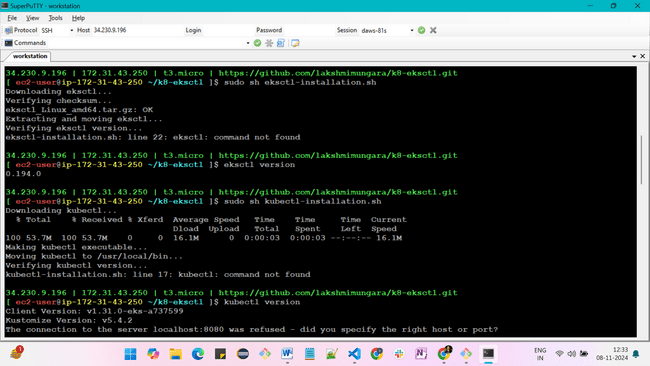 SuperPuTTY - workstation
File View Tools Help
Protocol SSH Host 34.230.9.196 Login Password Session daws-81s
Commands
workstation
34.230.9.196 | 172.31.43.250 | t3.micro | https://github.com/lakshmimungara/k8-eksctl.git
[ ec2-user@ip-172-31-43-250 ~/k8-eksctl ]$ sudo sh eksctl-installation.sh
Downloading eksctl...
Verifying checksum...
eksctl_Linux_amd64.tar.gz: OK
Extracting and moving eksctl...
Verifying eksctl version...
eksctl-installation.sh: line 22: eksctl: command not found
34.230.9.196 | 172.31.43.250 | t3.micro | https://github.com/lakshmimungara/k8-eksctl.git
[ ec2-user@ip-172-31-43-250 ~/k8-eksctl ]$ eksctl version
0.194.0
34.230.9.196 | 172.31.43.250 | t3.micro | https://github.com/lakshmimungara/k8-eksctl.git
[ ec2-user@ip-172-31-43-250 ~/k8-eksctl ]$ sudo sh kubectl-installation.sh
Downloading kubectl...
% Total % Received % Xferd Average Speed Time Time Time Current
Dload Upload Total Spent Left Speed
100 53.7M 100 53.7M 0 0 16.1M 0 0:00:03 0:00:03 --:--:-- 16.1M
Making kubectl executable...
Moving kubectl to /usr/local/bin...
Verifying kubectl version...
kubectl-installation.sh: line 17: kubectl: command not found
34.230.9.196 | 172.31.43.250 | t3.micro | https://github.com/lakshmimungara/k8-eksctl.git
[ ec2-user@ip-172-31-43-250 ~/k8-eksctl ]$ kubectl version
Client Version: v1.31.0-eks-a737599
Kustomize Version: v5.4.2
The connection to the server localhost:8080 was refused - did you specify the right host or port?
ENG
IN
12:33
08-11-2024